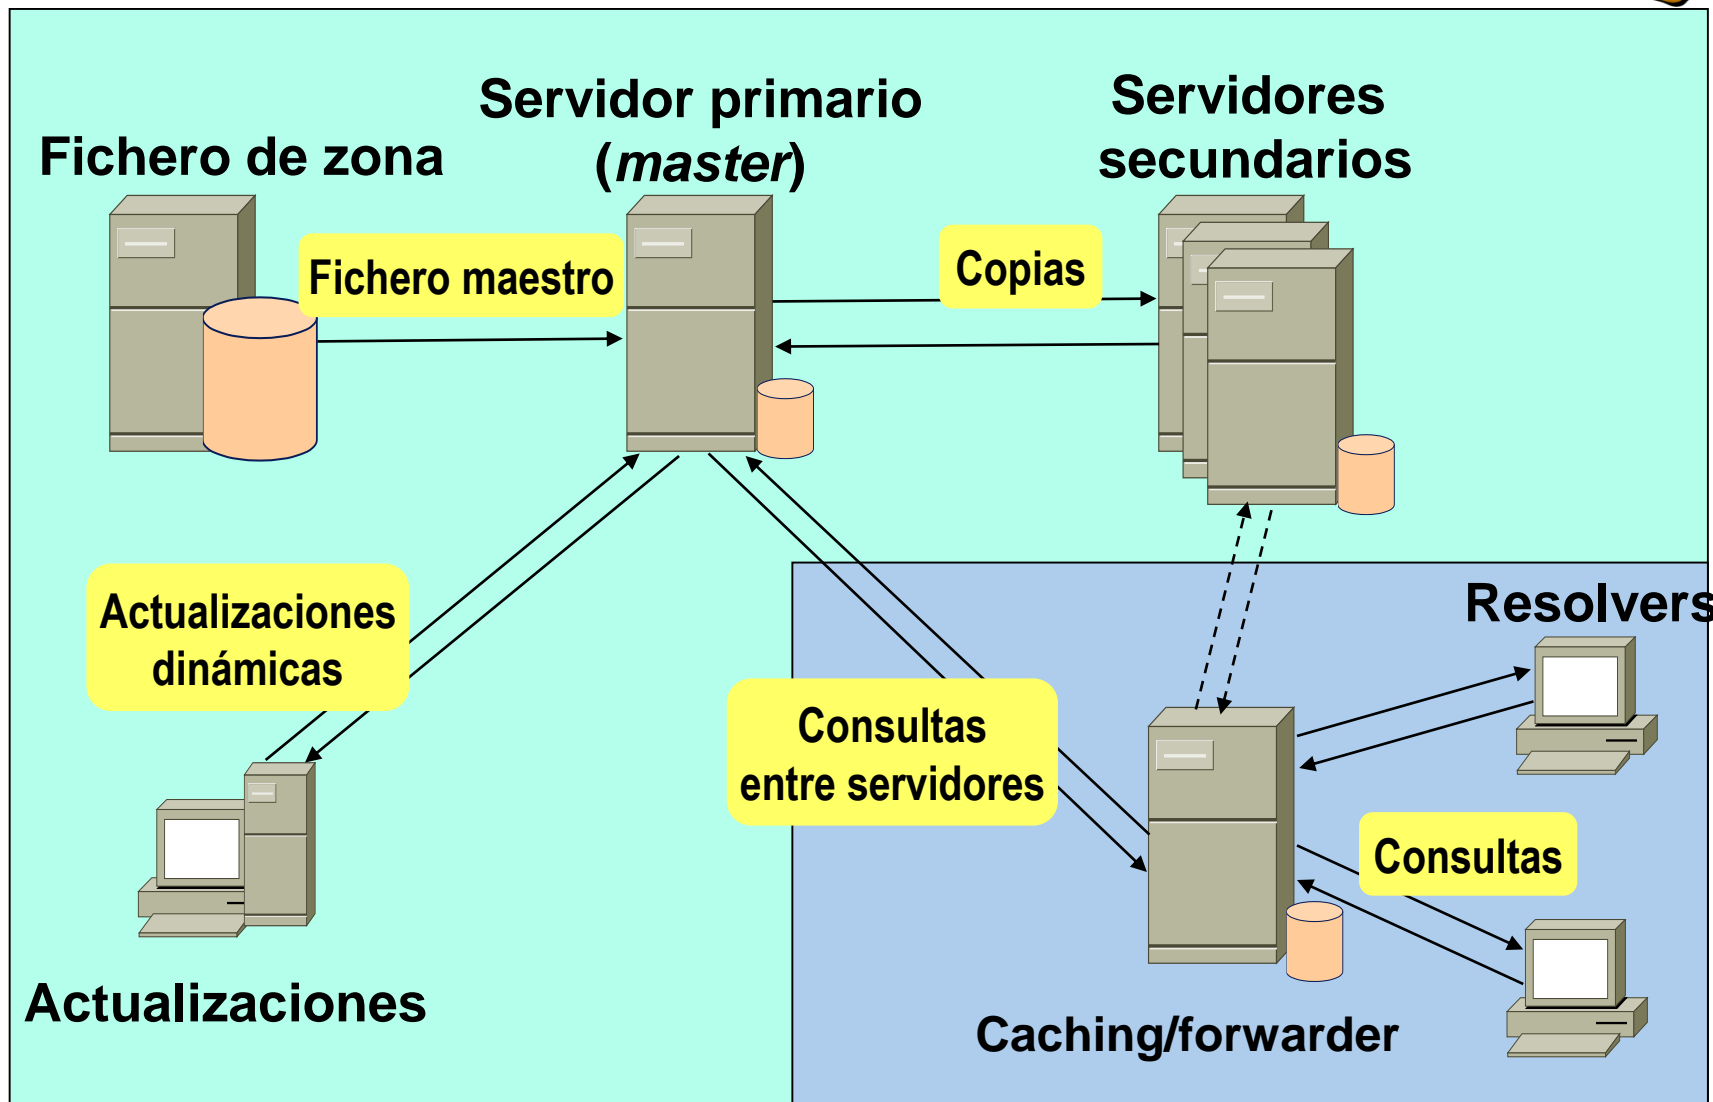 Servidor primario
(master)
Servidores
secundarios
Fichero de zona
Fichero maestro
Copias
Actualizaciones
dinámicas
Resolvers
Consultas
entre servidores
Consultas
Actualizaciones
Caching/forwarder